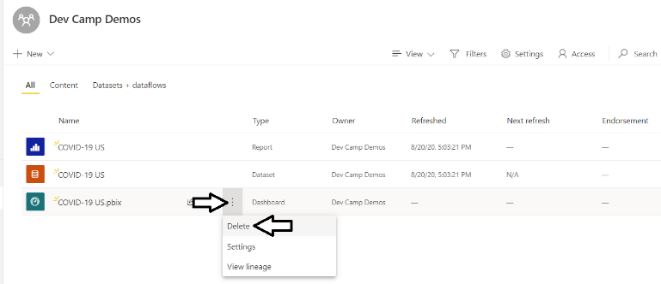 Dev Camp Demos
New
View Filters Settings Access Search
All Content Datasets + dataflows
Name Type Owner Refreshed Next refresh Endorsement
COVID-19 US Report Dev Camp Demos 8/20/20, 5:03:21 PM — —
COVID-19 US Dataset Dev Camp Demos 8/20/20, 5:03:21 PM N/A —
COVID-19 US.pbix Dashboard Dev Camp Demos — — —
Delete
Settings
View lineage